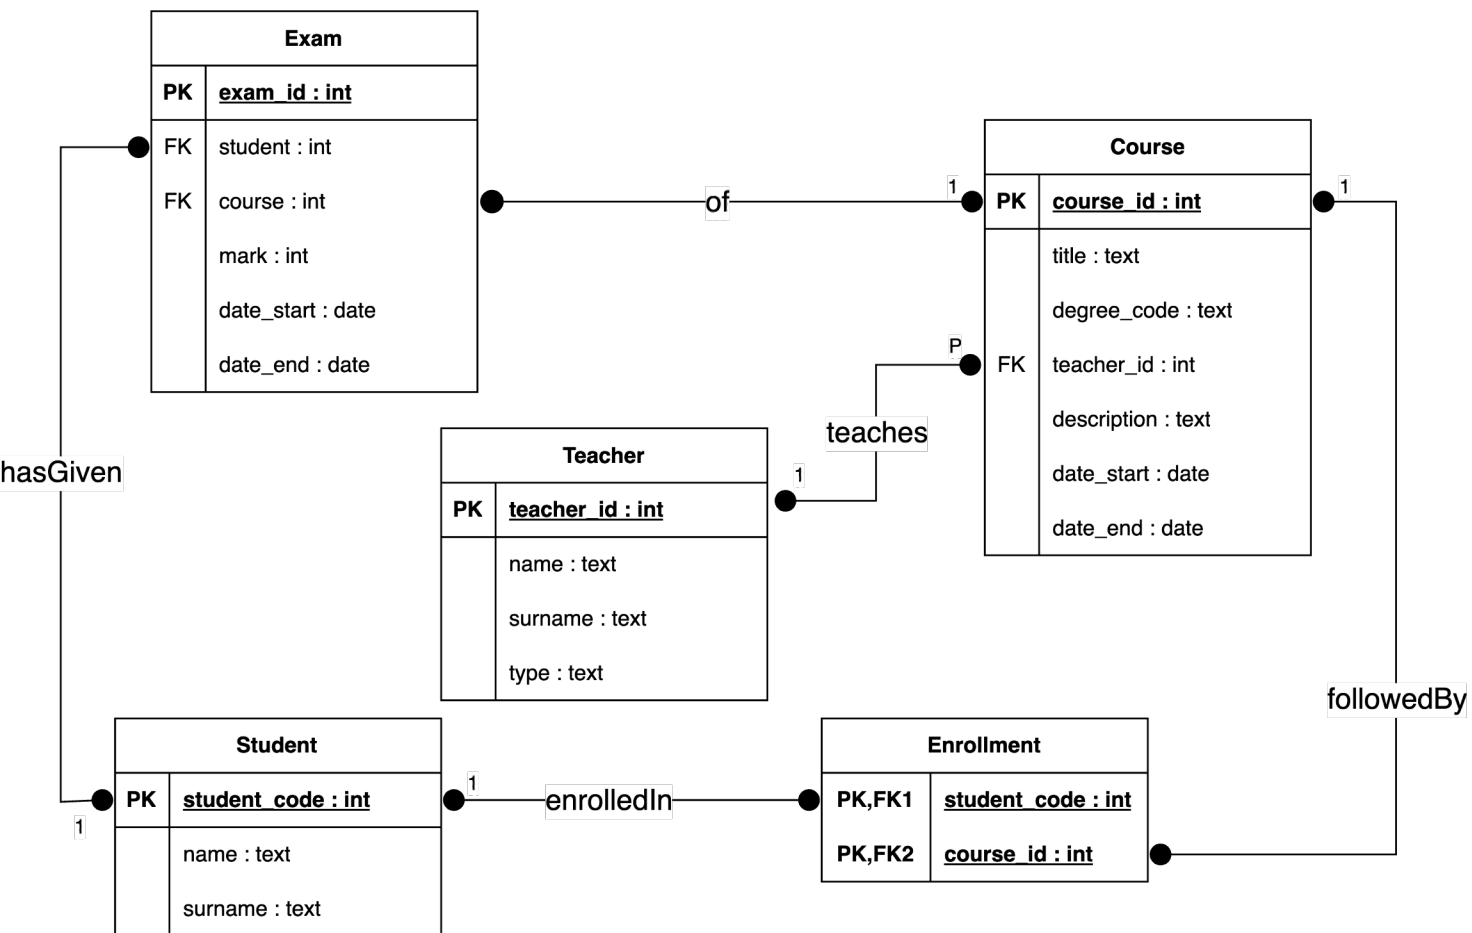 Exam
PK exam_id : int
FK student : int
FK course : int
mark : int
date_start : date
date_end : date
of
1
1
Course
PK course_id : int
title : text
degree_code : text
P
FK teacher_id : int
description : text
date_start : date
date_end : date
teaches
1
hasGiven
Teacher
PK teacher_id : int
name : text
surname : text
type : text
followedBy
Student
PK student_code : int
name : text
surname : text
1
1
enrolledIn
Enrollment
PK,FK1 student_code : int
PK,FK2 course_id : int